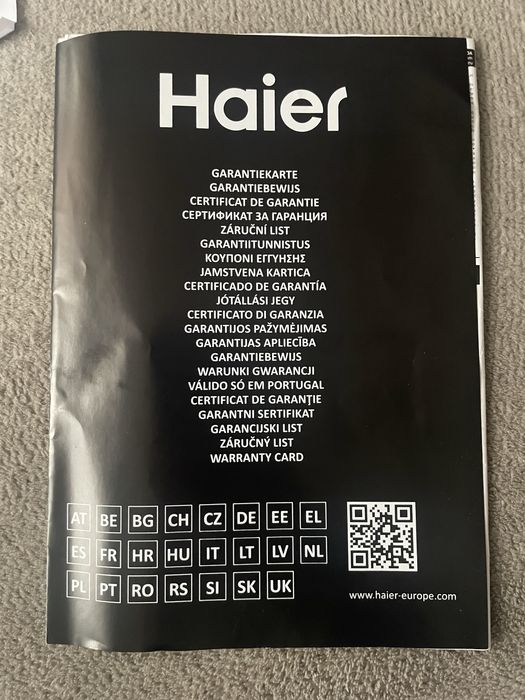 Haier
GARANTIEKARTE
GARANTIEBEWIJS
CERTIFICAT DE GARANTIE
СЕРТИФИКАТ ЗА ГАРАНЦИЯ
ZÁRUČNÍ LIST
GARANTIITUNNISTUS
ΚΟΥΠΟΝΙ ΕΓΓΥΗΣΗΣ
JAMSTVENA KARTICA
CERTIFICADO DE GARANTÍA
JÓTÁLLÁSI JEGY
CERTIFICATO DI GARANZIA
GARANTIJOS PAŽYMĖJIMAS
GARANTIJAS APLIECĪBA
GARANTIEBEWIJS
WARUNKI GWARANCJI
VÁLIDO SÓ EM PORTUGAL
CERTIFICAT DE GARANŢIE
GARANTNI SERTIFIKAT
GARANCIJSKI LIST
ZÁRUČNÝ LIST
WARRANTY CARD
AT BE BG CH CZ DE EE EL
ES FR HR HU IT LT LV NL
PL PT RO RS SI SK UK
www.haier-europe.com